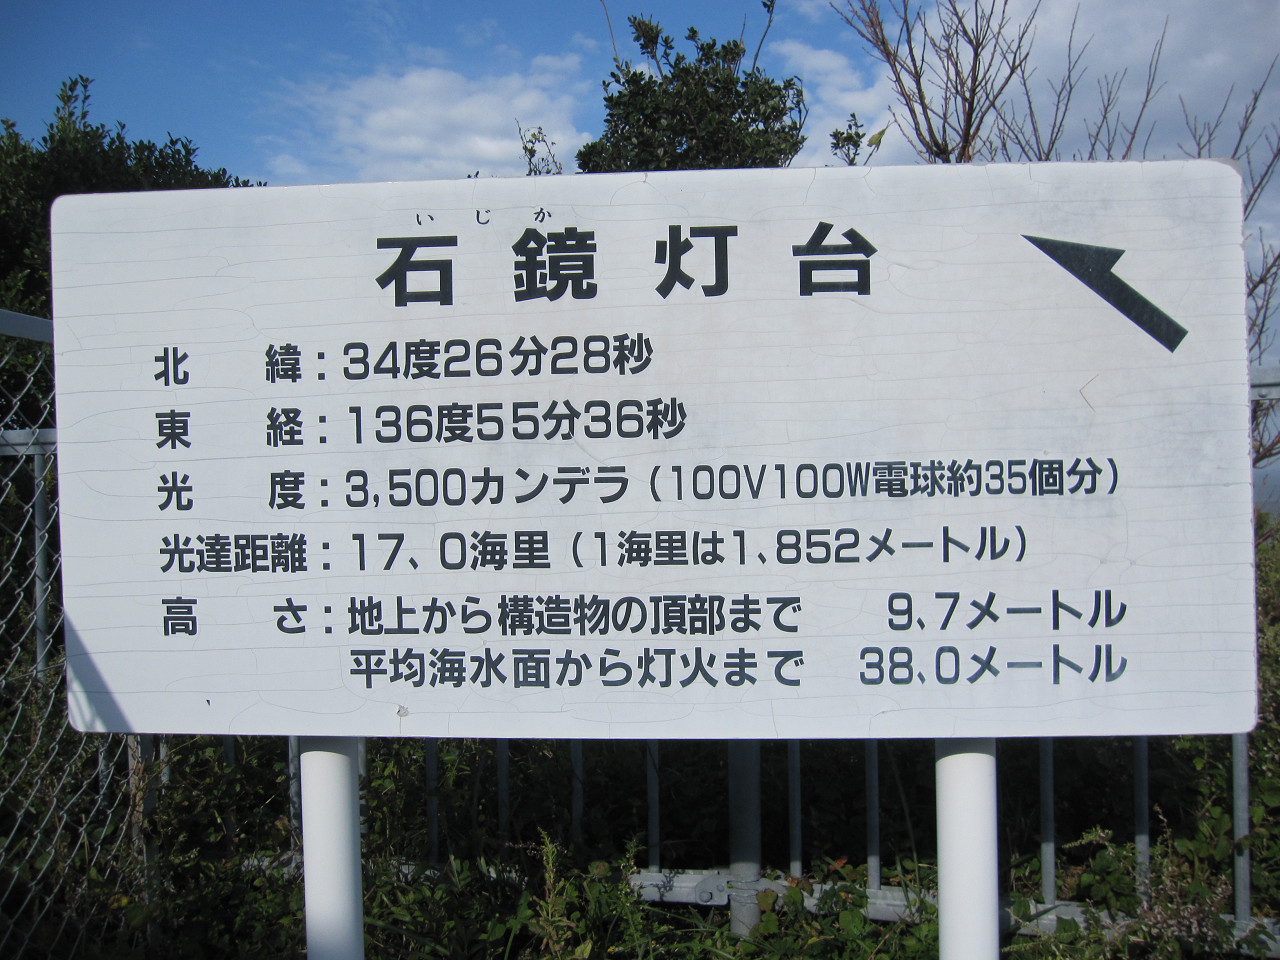 いじか
石鏡灯台
北緯：34度26分28秒
東経：136度55分36秒
光度：3,500カンデラ（100V100W電球約35個分）
光達距離：17、0海里（1海里は1、852メートル）
高さ：地上から構造物の頂部まで 9.7メートル
平均海水面から灯火まで 38.0メートル